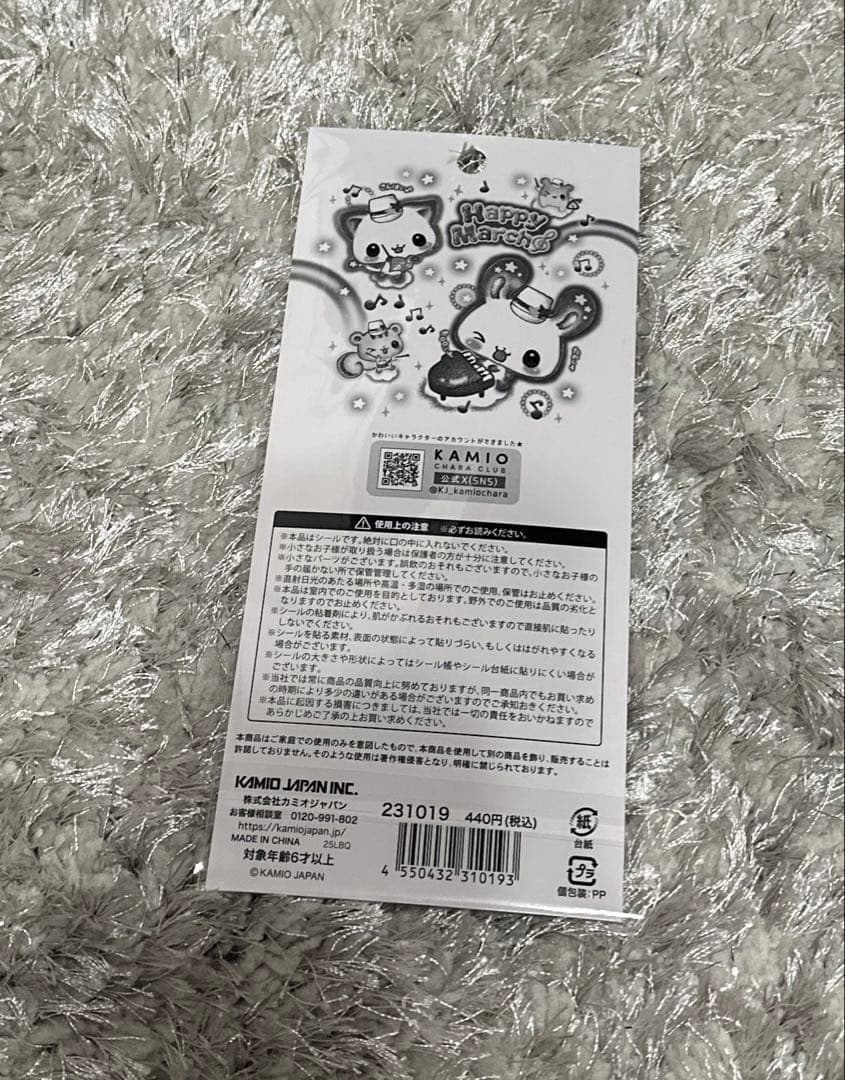 Happy
March
かわいいキャラクターのアカウントができました★
KAMIO
CHARA CLUB
公式X(SNS)
@KJ_kamiochara
使用上の注意 ※必ずお読みください。
※本品はシールです。絶対に口の中に入れないでください。
※小さなお子様が取り扱う場合は保護者の方が十分に注意してください。
※小さなパーツがございます。誤飲のおそれもございますので、小さなお子様の
手の届かない所で保管管理してください。
※直射日光のあたる場所や高温・多湿の場所でのご使用、保管はお止めください。
※本品は室内でのご使用を目的としております。野外でのご使用は品質の劣化と
なりますのでお止めください。
※シールの粘着剤により、肌がかぶれるおそれもございますので直接肌に貼ったり
しないでください。
※シールを貼る素材、表面の状態によって貼りづらい、もしくははがれやすくなる
場合がございます。
※シールの大きさや形状によってはシール帳やシール台紙に貼りにくい場合が
ございます。
※当社では常に商品の品質向上に努めておりますが、同一商品内でもお買い求め
の時期により多少の違いがある場合がございますのでご承知おきください。
※本品に起因する損害につきましては、当社では一切の責任をおいかねますので
あらかじめご了承の上お買い求めください。
本商品はご家庭での使用のみを意図したもので、本商品を使用して別の商品を飾り、販売することは
許諾しておりません。そのような使用は著作権侵害となり、明確に禁じられております。
KAMIO JAPAN INC.
株式会社カミオジャパン
お客様相談室 0120-991-802
https://kamiojapan.jp/
MADE IN CHINA 25LBQ
対象年齢6才以上
©KAMIO JAPAN
231019 440円(税込)
4 550432 310193
紙
台紙
プラ
個包装:PP